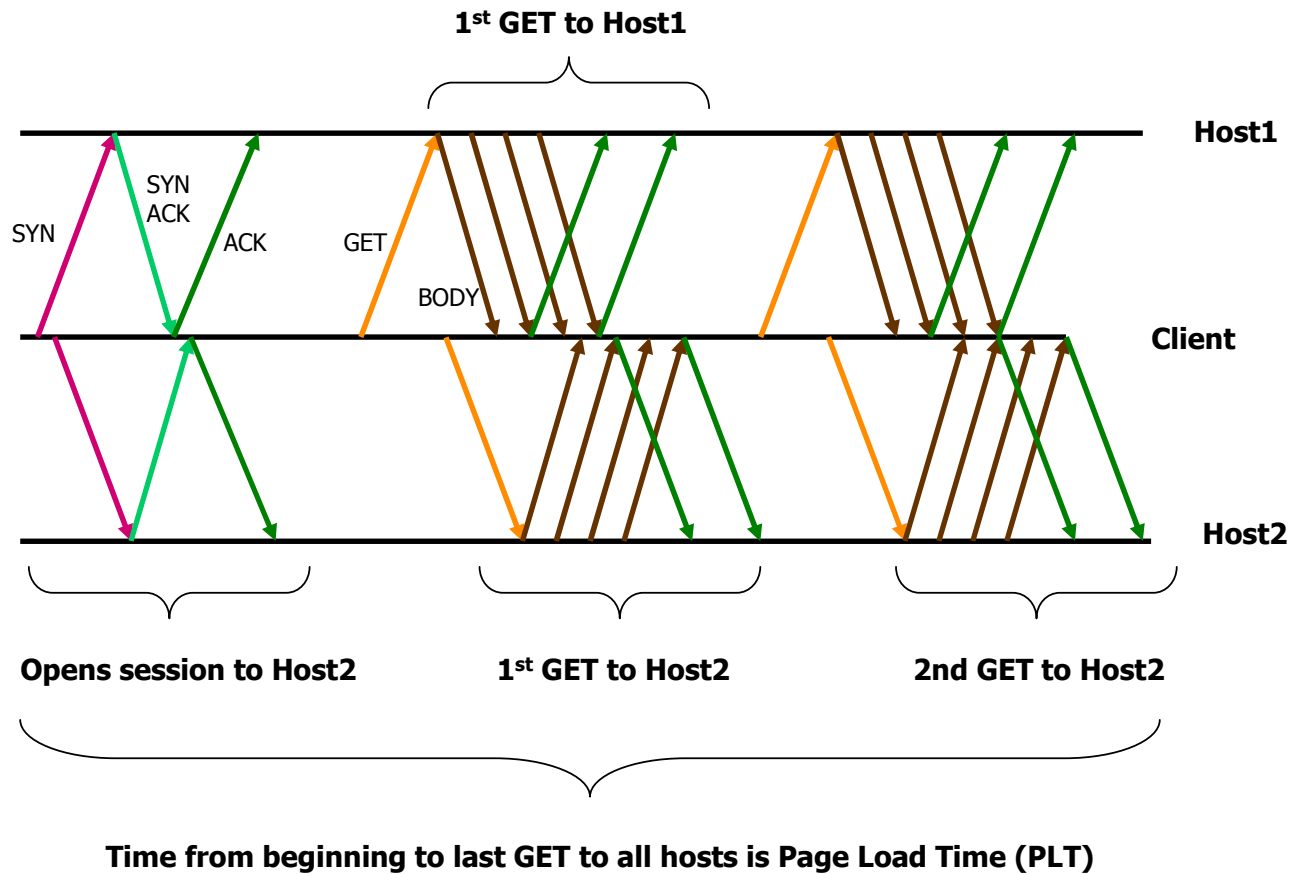 1st GET to Host1
Host1
SYN
ACK
SYN
ACK
GET
BODY
Client
Host2
Opens session to Host2
1st GET to Host2
2nd GET to Host2
Time from beginning to last GET to all hosts is Page Load Time (PLT)